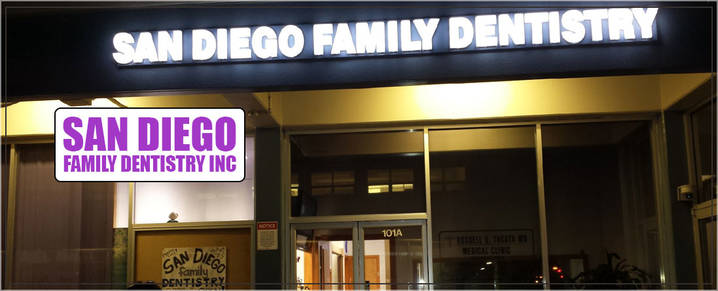 SAN DIEGO FAMILY DENTISTRY
SAN DIEGO
FAMILY DENTISTRY INC
NOTICE
101A
MEDICAL CLINIC
SAN DIEGO
family
DENTISTRY